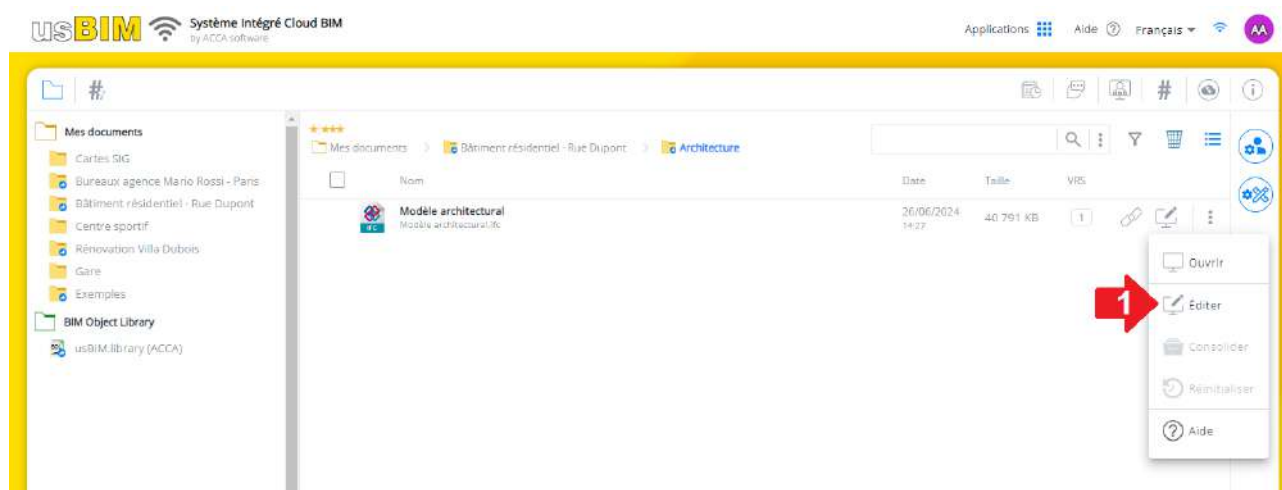 usBIM
Système Intégré Cloud BIM
by ACCA software
Applications
Aide
Français
AA
#
#
Mes documents
Cartes SIG
Bureaux agence Mario Rossi - Paris
Bâtiment résidentiel - Rue Dupont
Centre sportif
Rénovation Villa Dubois
Gare
Exemples
BIM Object Library
usBIM.library (ACCA)
Mes documents
Bâtiment résidentiel - Rue Dupont
Architecture
Nom
Date
Taille
VRS
IFC
Modèle architectural
Modèle architectural.ifc
26/06/2024
14:27
40 791 KB
1
Ouvrir
1
Éditer
Consolider
Réinitialiser
Aide